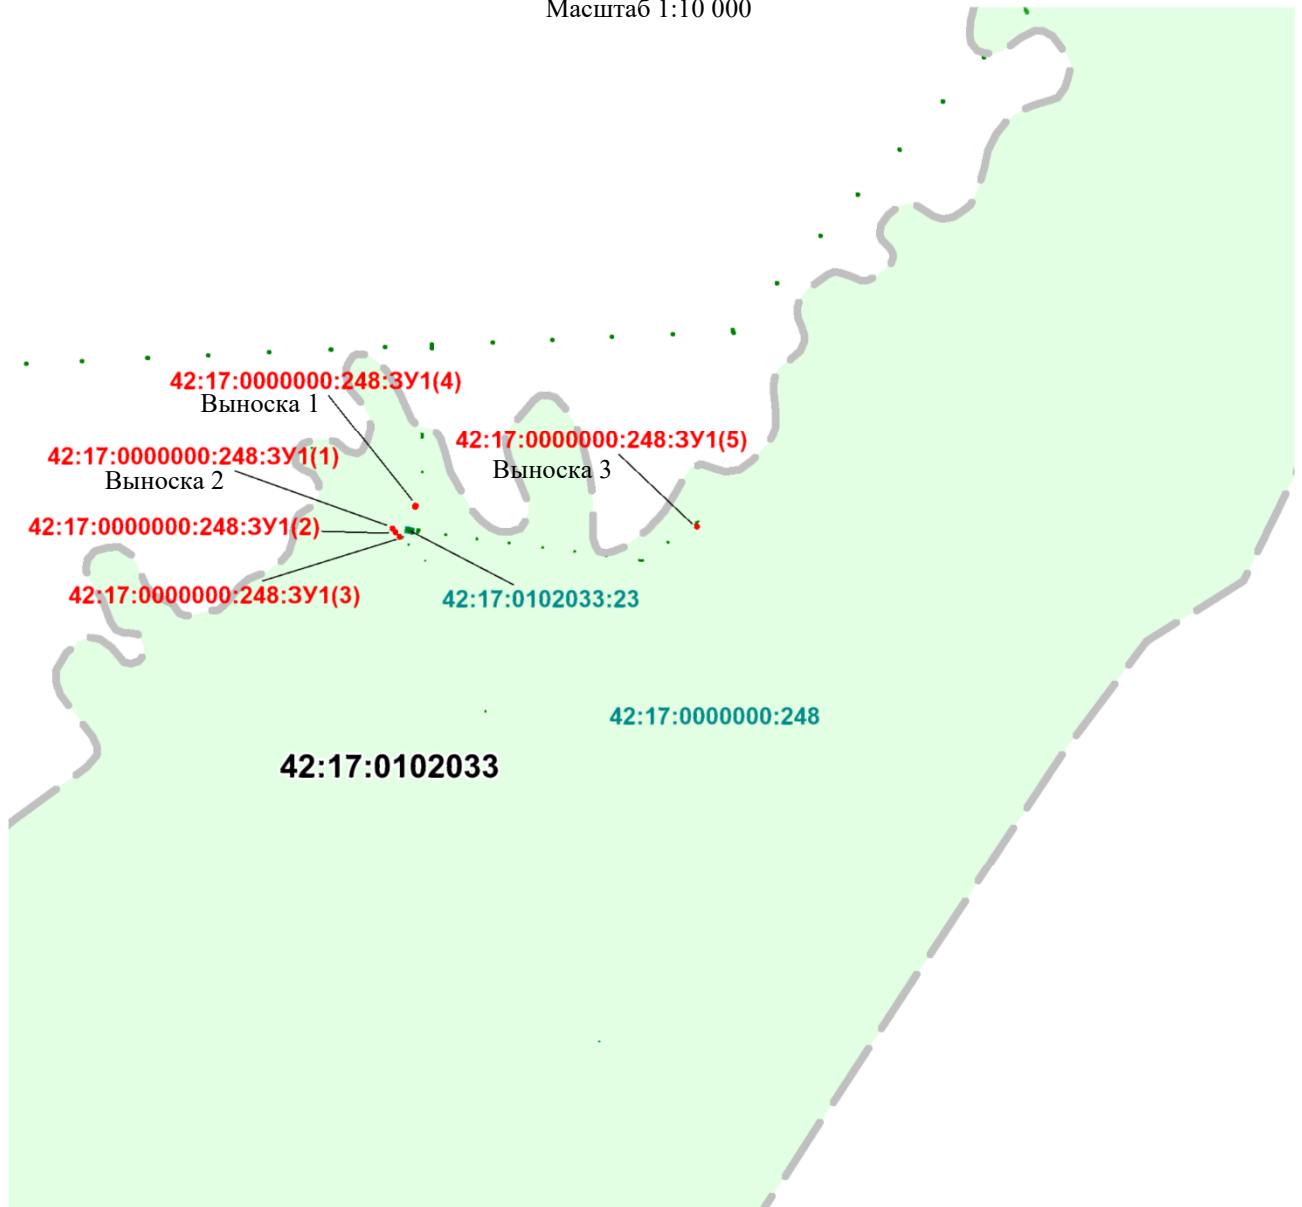 Масштаб 1:10 000
42:17:0000000:248:ЗУ1(4)
Выноска 1
42:17:0000000:248:ЗУ1(5)
42:17:0000000:248:ЗУ1(1)
Выноска 3
Выноска 2
42:17:0000000:248:ЗУ1(2)
42:17:0000000:248:ЗУ1(3)
42:17:0102033:23
42:17:0000000:248
42:17:0102033